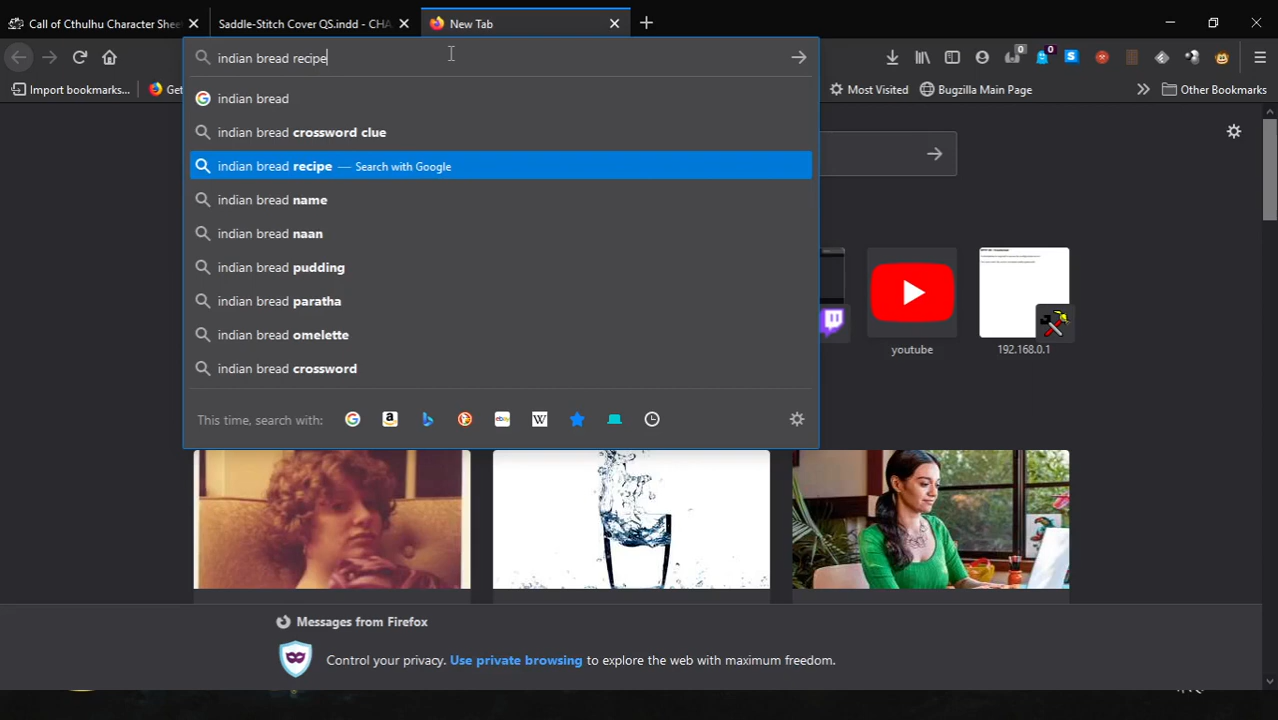 Call of Cthulhu Character Shee
Saddle-Stitch Cover QS.indd - CHA
New Tab
indian bread recipe
0
0
Import bookmarks...
Ge
Most Visited
Bugzilla Main Page
Other Bookmarks
indian bread
indian bread crossword clue
indian bread recipe — Search with Google
indian bread name
indian bread naan
indian bread pudding
indian bread paratha
indian bread omelette
indian bread crossword
This time, search with:
ebay
W
youtube
192.168.0.1
Messages from Firefox
Control your privacy. Use private browsing to explore the web with maximum freedom.